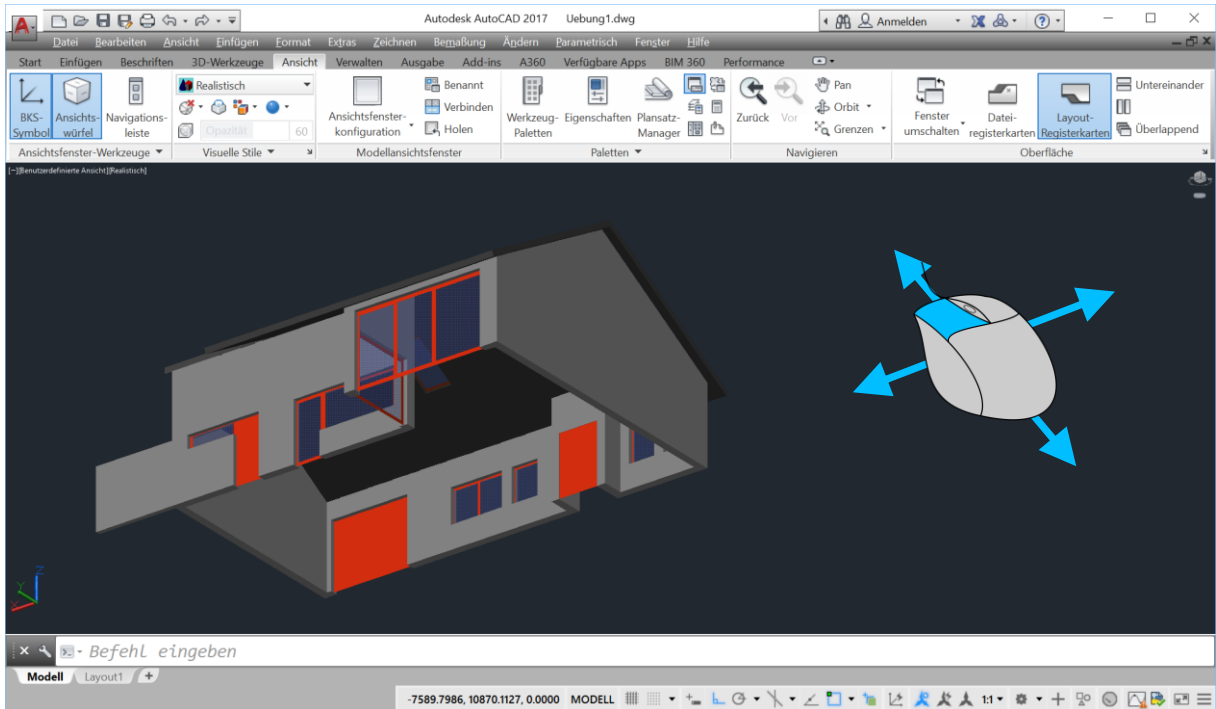 A Autodesk AutoCAD 2017 Uebung1.dwg Anmelden ?
Datei Bearbeiten Ansicht Einfügen Format Extras Zeichnen Bemaßung Ändern Parametrisch Fenster Hilfe
Start Einfügen Beschriften 3D-Werkzeuge Ansicht Verwalten Ausgabe Add-ins A360 Verfügbare Apps BIM 360 Performance
BKS-
Symbol
Ansichts-
würfel
Navigations-
leiste
Ansichtsfenster-Werkzeuge
Realistisch
Opazität 60
Visuelle Stile
Ansichtsfenster-
konfiguration
Benannt
Verbinden
Holen
Modellansichtsfenster
Werkzeug-
Paletten
Eigenschaften
Plansatz-
Manager
Paletten
Zurück Vor
Pan
Orbit
Grenzen
Navigieren
Fenster
umschalten
Datei-
registerkarten
Layout-
Registerkarten
Untereinander
Überlappend
Oberfläche
[−][Benutzerdefinierte Ansicht][Realistisch]
Z
Y
X
Befehl eingeben
Modell Layout1 +
-7589.7986, 10870.1127, 0.0000 MODELL 1:1